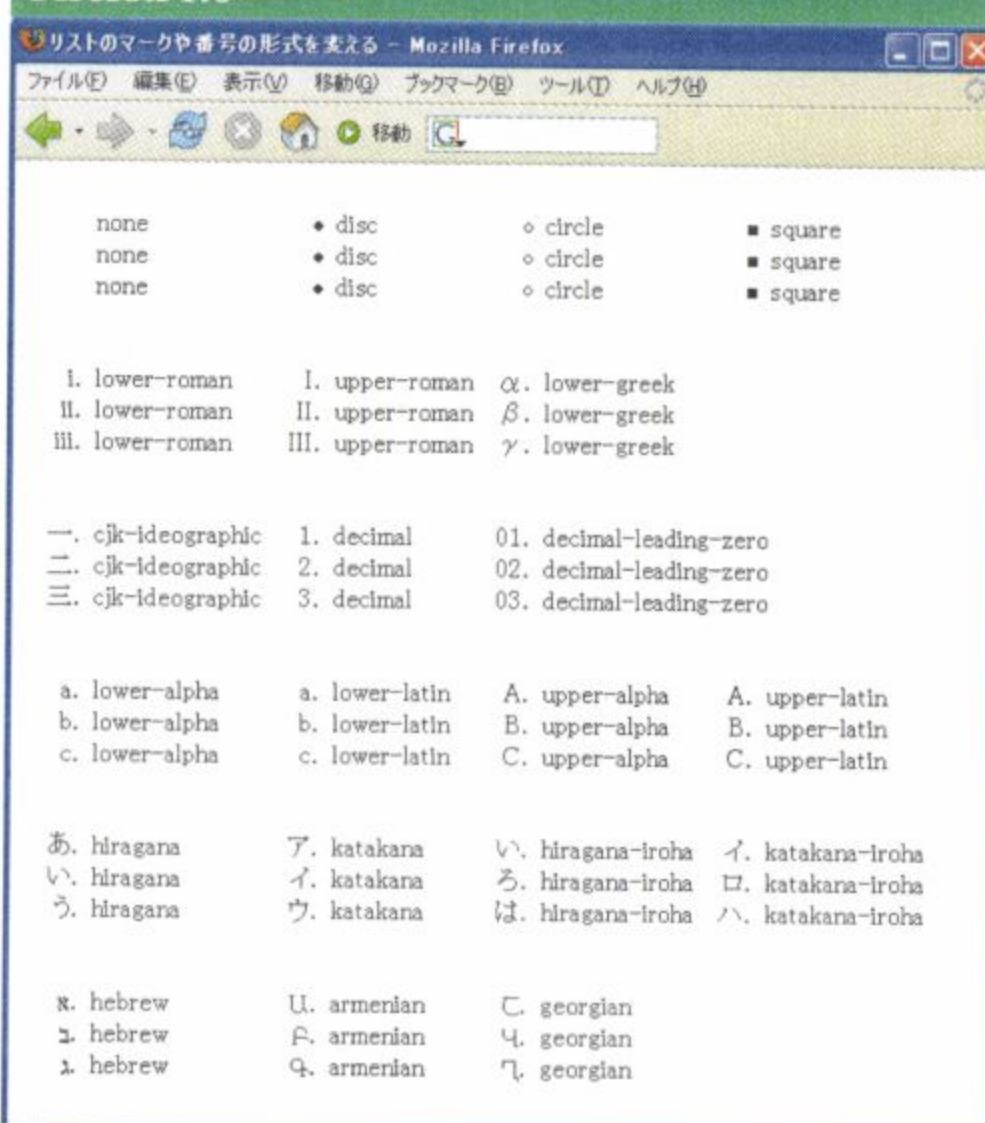 リストのマークや番号の形式を変える - Mozilla Firefox
ファイル(F) 編集(E) 表示(V) 移動(G) ブックマーク(B) ツール(T) ヘルプ(H)
移動 G
none • disc ◦ circle ■ square
none • disc ◦ circle ■ square
none • disc ◦ circle ■ square
i. lower-roman I. upper-roman α. lower-greek
ii. lower-roman II. upper-roman β. lower-greek
iii. lower-roman III. upper-roman γ. lower-greek
一. cjk-ideographic 1. decimal 01. decimal-leading-zero
二. cjk-ideographic 2. decimal 02. decimal-leading-zero
三. cjk-ideographic 3. decimal 03. decimal-leading-zero
a. lower-alpha a. lower-latin A. upper-alpha A. upper-latin
b. lower-alpha b. lower-latin B. upper-alpha B. upper-latin
c. lower-alpha c. lower-latin C. upper-alpha C. upper-latin
あ. hiragana ア. katakana い. hiragana-iroha イ. katakana-iroha
い. hiragana イ. katakana ろ. hiragana-iroha ロ. katakana-iroha
う. hiragana ウ. katakana は. hiragana-iroha ハ. katakana-iroha
א. hebrew Ա. armenian Ⴀ. georgian
ב. hebrew Բ. armenian Ⴁ. georgian
ג. hebrew Գ. armenian Ⴂ. georgian